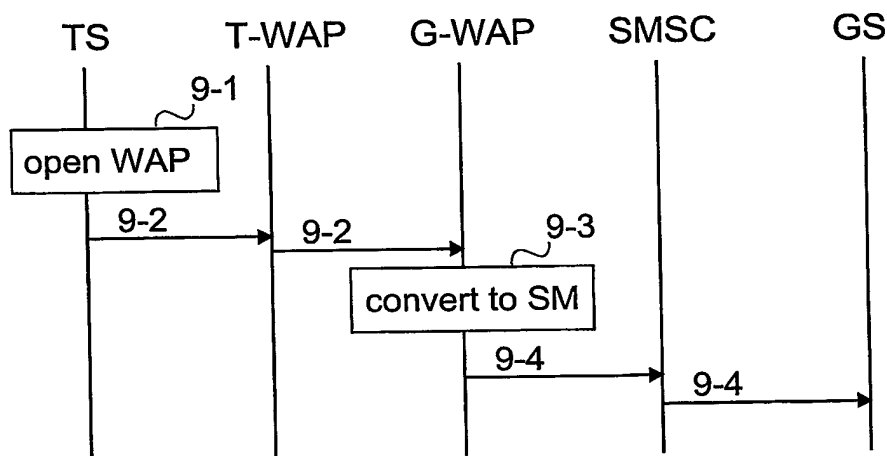 TS T-WAP G-WAP SMSC GS
9-1
open WAP
9-2 9-2
9-3
convert to SM
9-4
9-4